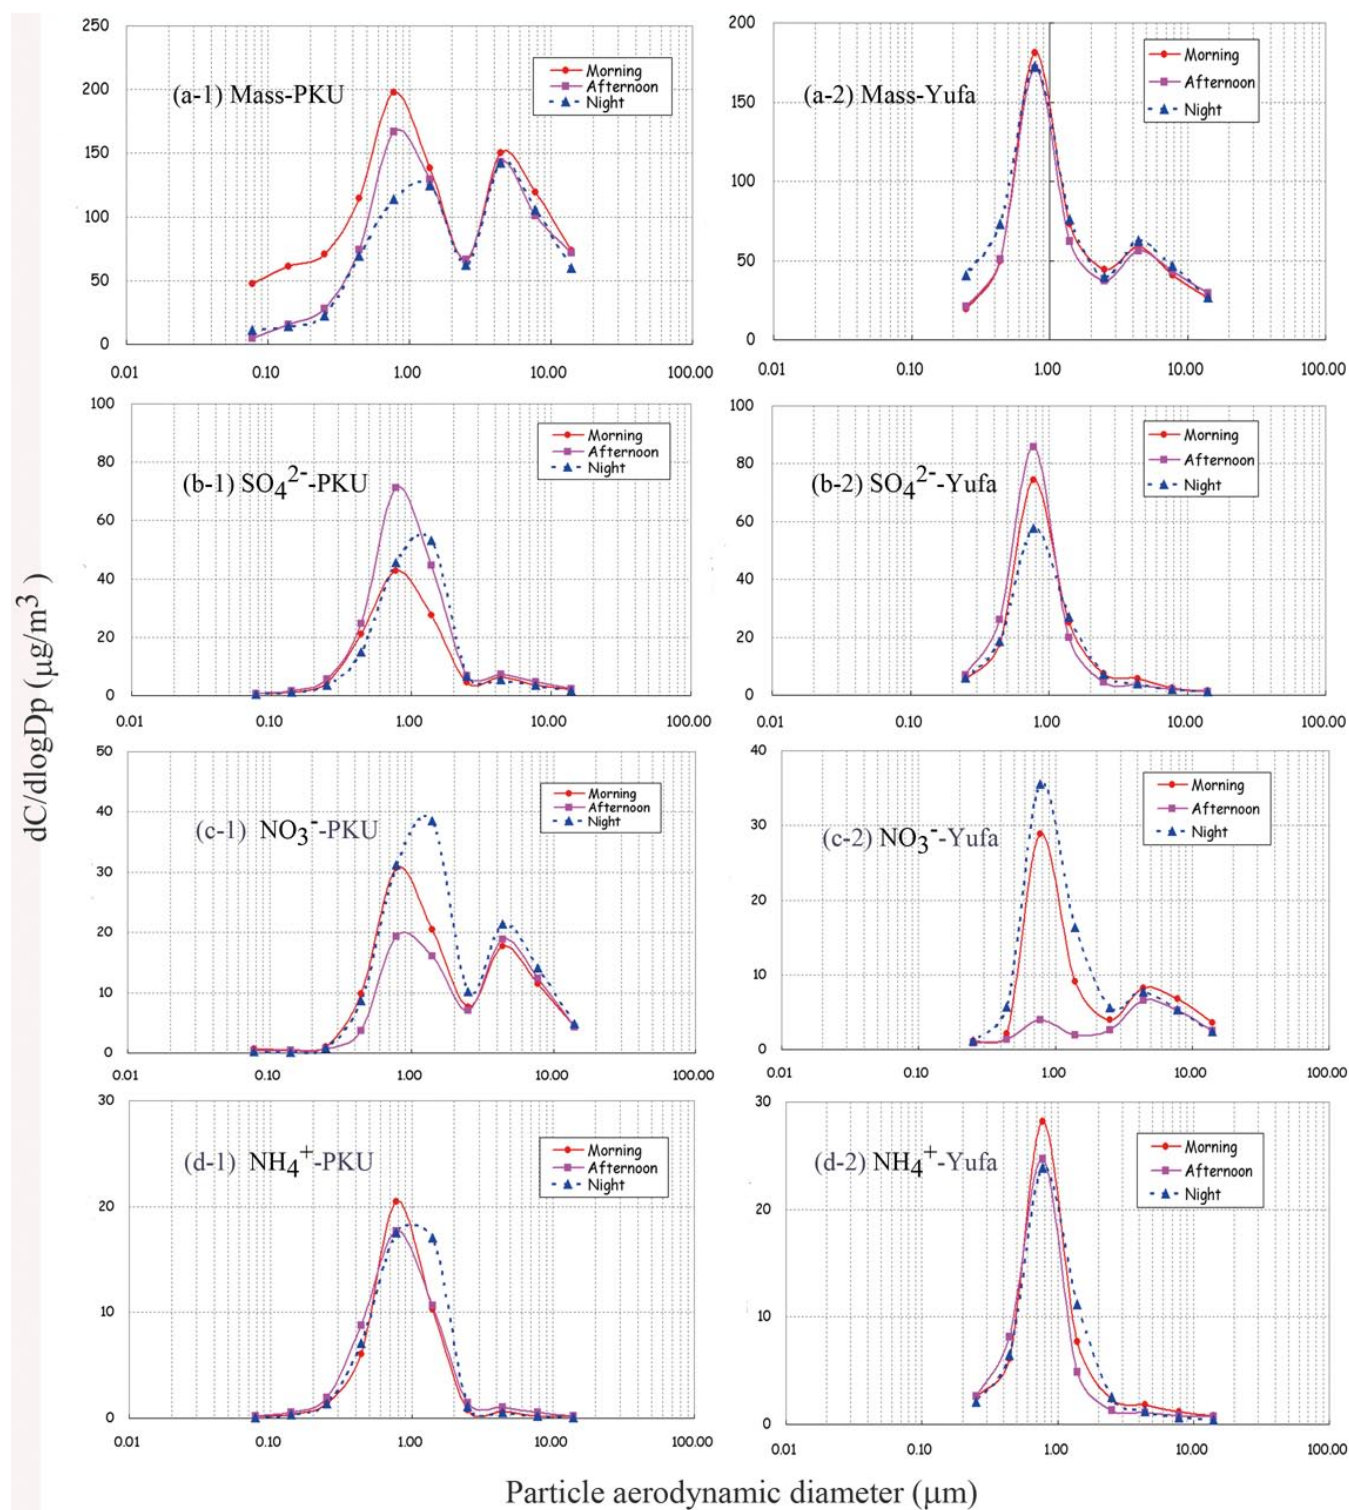 dC/dlogDp (μg/m³)
250
200
150
100
50
0
0.01 0.10 1.00 10.00 100.00
(a-1) Mass-PKU
Morning
Afternoon
Night
200
150
100
50
0
0.01 0.10 1.00 10.00 100.00
(a-2) Mass-Yufa
Morning
Afternoon
Night
100
80
60
40
20
0
0.01 0.10 1.00 10.00 100.00
(b-1) SO₄²⁻-PKU
Morning
Afternoon
Night
100
80
60
40
20
0
0.01 0.10 1.00 10.00 100.00
(b-2) SO₄²⁻-Yufa
Morning
Afternoon
Night
50
40
30
20
10
0
0.01 0.10 1.00 10.00 100.00
(c-1) NO₃⁻-PKU
Morning
Afternoon
Night
40
30
20
10
0
0.01 0.10 1.00 10.00 100.00
(c-2) NO₃⁻-Yufa
Morning
Afternoon
Night
30
20
10
0
0.01 0.10 1.00 10.00 100.00
(d-1) NH₄⁺-PKU
Morning
Afternoon
Night
30
20
10
0
0.01 0.10 1.00 10.00 100.00
(d-2) NH₄⁺-Yufa
Morning
Afternoon
Night
Particle aerodynamic diameter (μm)